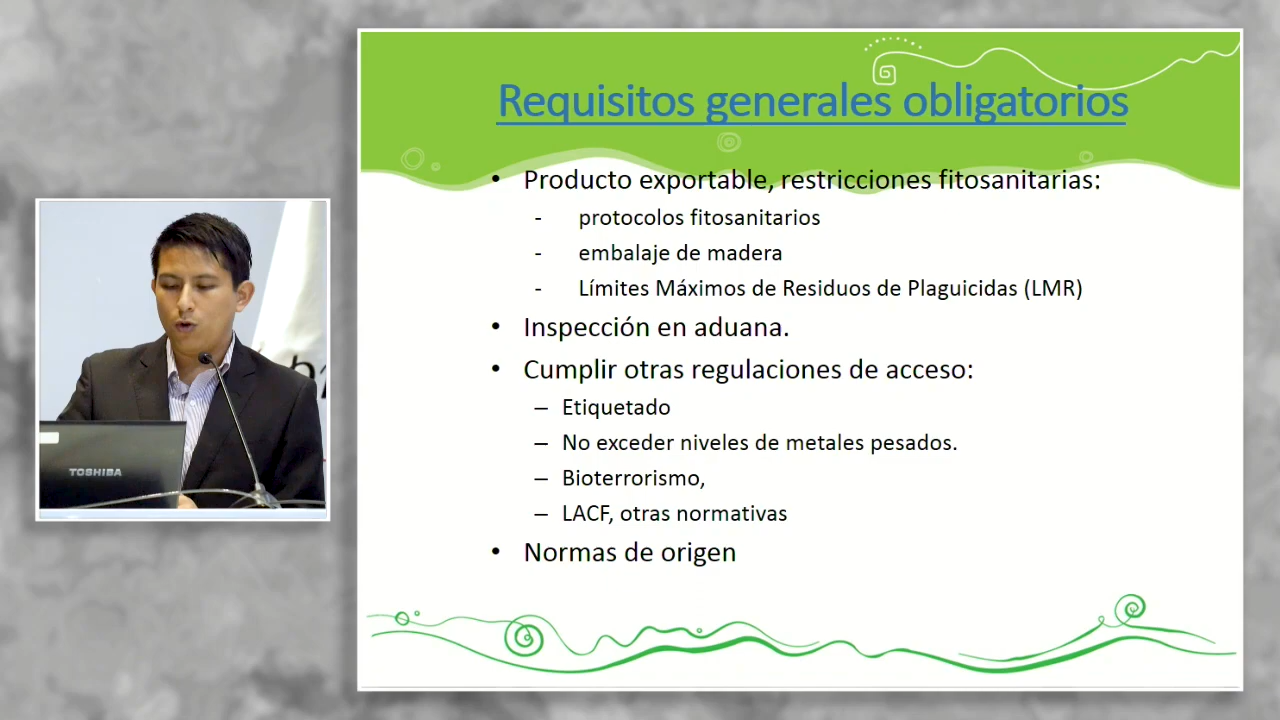 Requisitos generales obligatorios
• Producto exportable, restricciones fitosanitarias:
- protocolos fitosanitarios
- embalaje de madera
- Límites Máximos de Residuos de Plaguicidas (LMR)
• Inspección en aduana.
• Cumplir otras regulaciones de acceso:
– Etiquetado
– No exceder niveles de metales pesados.
– Bioterrorismo,
– LACF, otras normativas
• Normas de origen
TOSHIBA